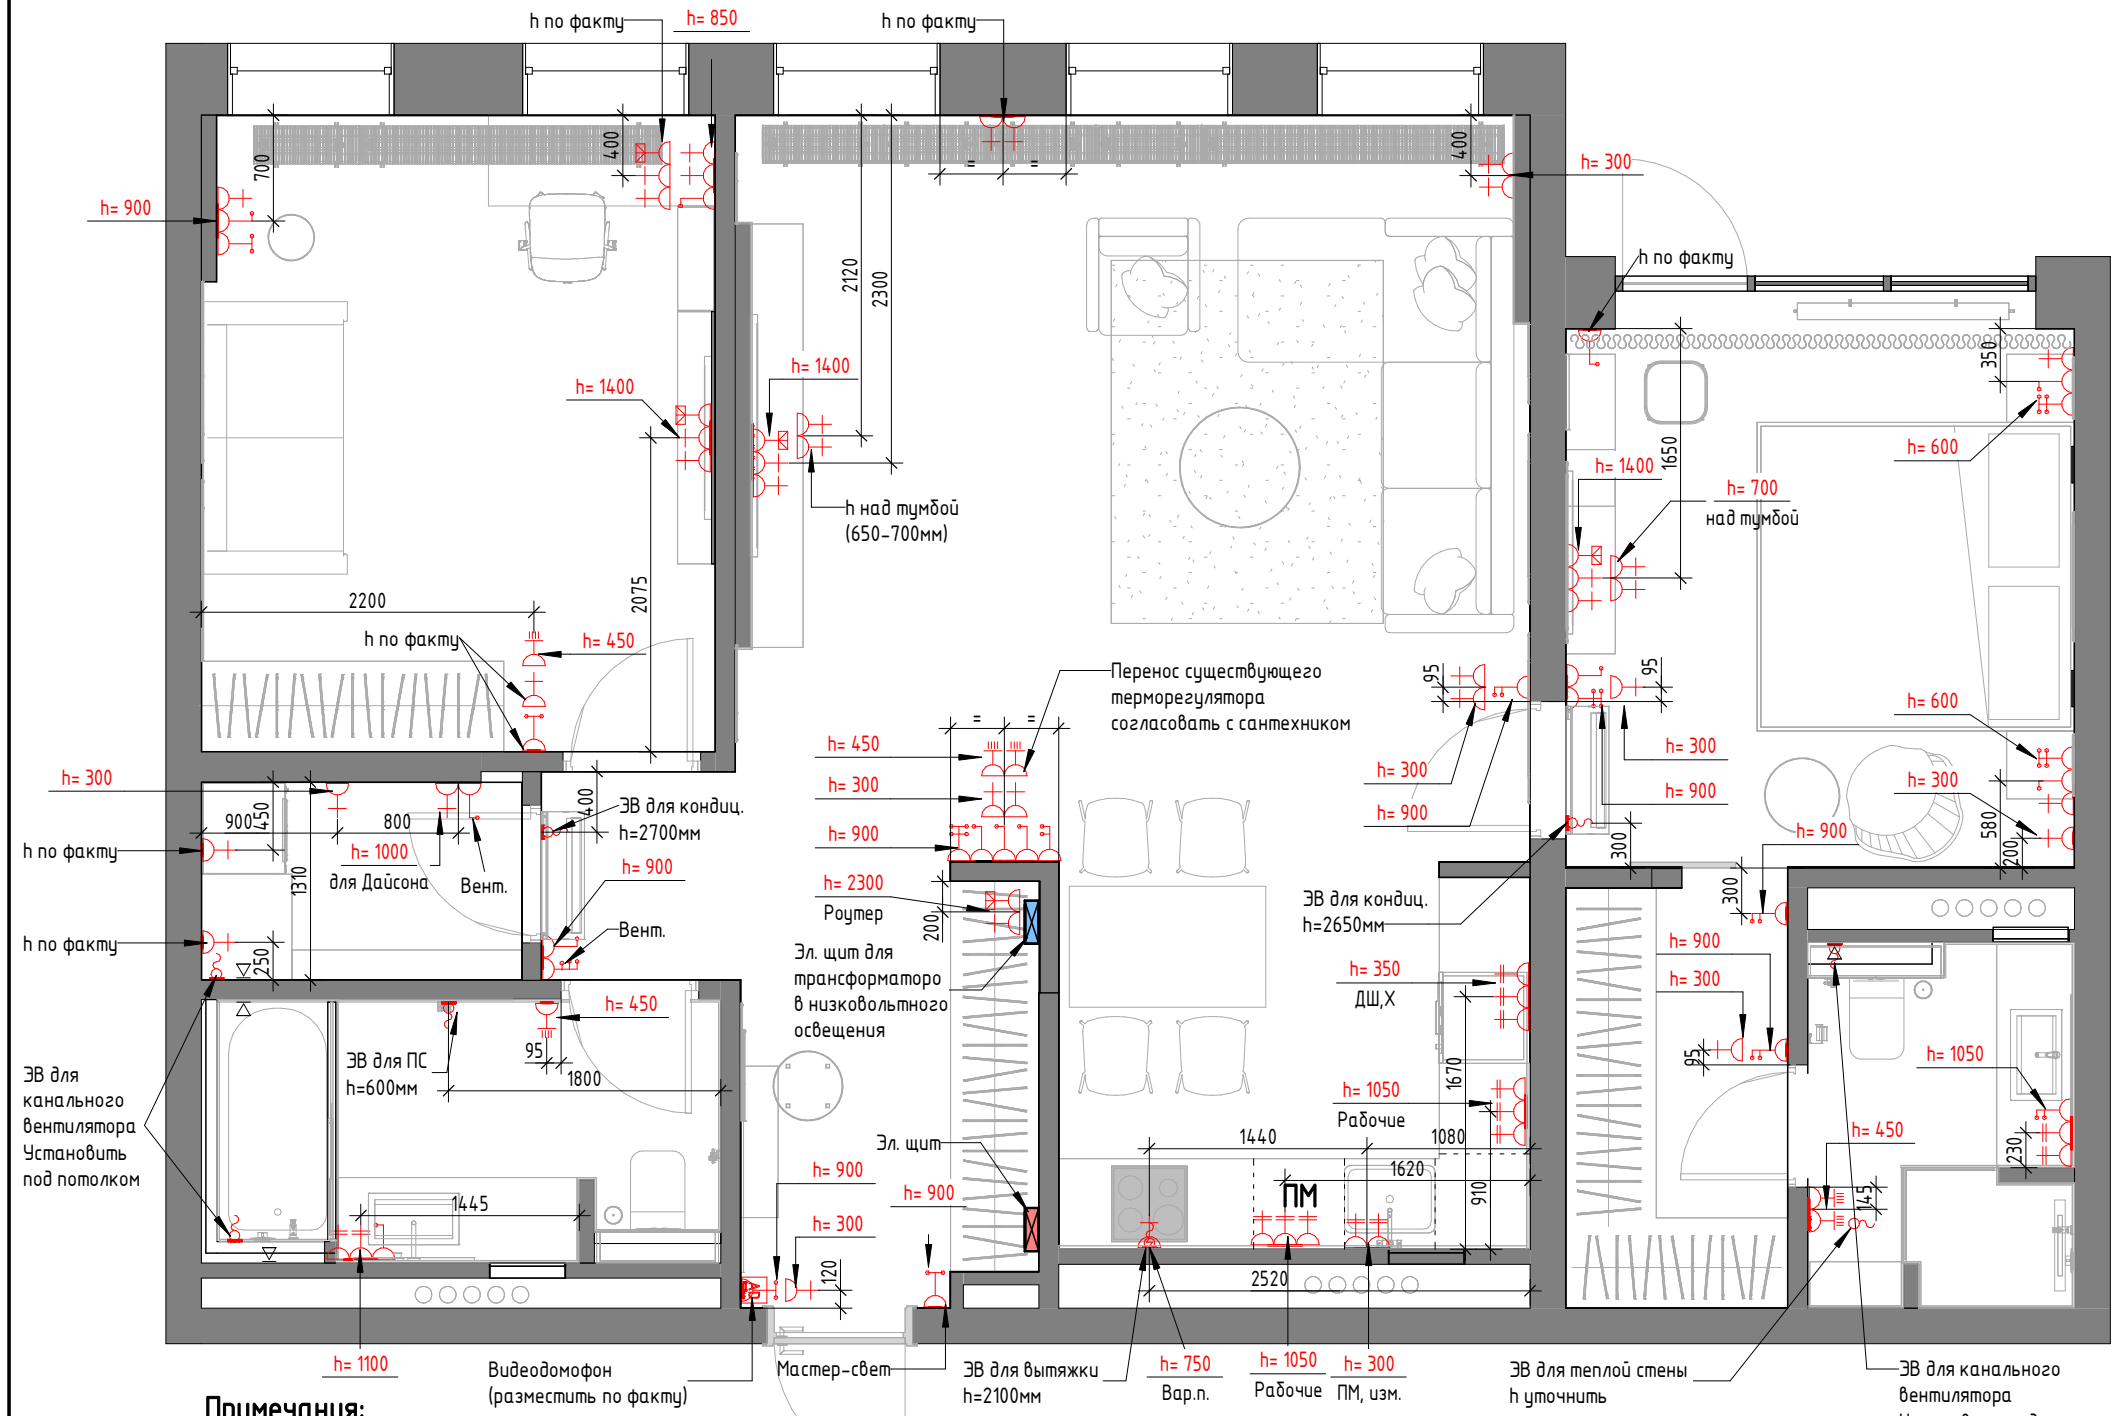 h по факту
h= 850
h по факту
400
700
h= 900
400
h= 300
h по факту
2120
2300
350
h= 1400
h= 1400
1650
h= 600
h= 1400
h= 700
над тумбой
h над тумбой
(650-700мм)
2200
2075
h по факту
h= 450
Перенос существующего
терморегулятора
согласовать с сантехником
95
95
h= 600
=
=
=
=
h= 450
h= 300
h= 900
h= 300
h= 900
h= 300
h= 900
h= 300
h= 900
h= 300
450
900
800
400
ЭВ для кондиц.
h=2700мм
300
580
200
h по факту
h= 1000
для Дайсона
Вент.
1310
h= 900
h= 2300
Роутер
200
ЭВ для кондиц.
h=2650мм
300
h по факту
250
Вент.
Эл. щит для
трансформаторо
в низковольтного
освещения
h= 350
ДШ,Х
h= 900
h= 300
h= 450
95
1800
ЭВ для ПС
h=600мм
95
1670
h= 1050
ЭВ для
канального
вентилятора
Установить
под потолком
h= 1050
Рабочие
1440
1080
1620
910
h= 450
230
145
Эл. щит
h= 900
h= 900
h= 300
ПМ
1445
120
2520
h= 1100
Видеодомофон
(разместить по факту)
Мастер-свет
ЭВ для вытяжки
h=2100мм
h= 750
Вар.п.
h= 1050
Рабочие
h= 300
ПМ, изм.
ЭВ для теплой стены
h уточнить
ЭВ для канального
вентилятора
Примечания: